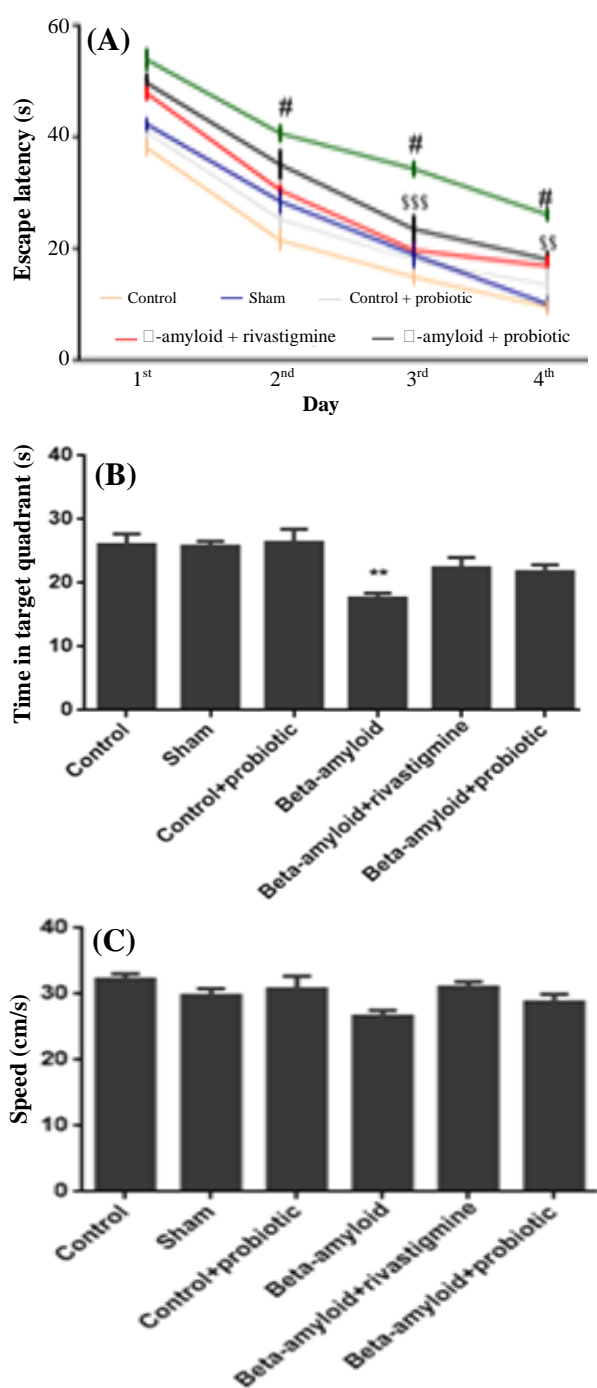 (A)
Escape latency (s)
60
40
20
0
#
#
#
$$$
$$
Control Sham Control + probiotic
□-amyloid + rivastigmine □-amyloid + probiotic
1st 2nd 3rd 4th
Day
(B)
Time in target quadrant (s)
40
30
20
10
0
**
Control
Sham
Control+probiotic
Beta-amyloid
Beta-amyloid+rivastigmine
Beta-amyloid+probiotic
(C)
Speed (cm/s)
40
30
20
10
0
Control
Sham
Control+probiotic
Beta-amyloid
Beta-amyloid+rivastigmine
Beta-amyloid+probiotic